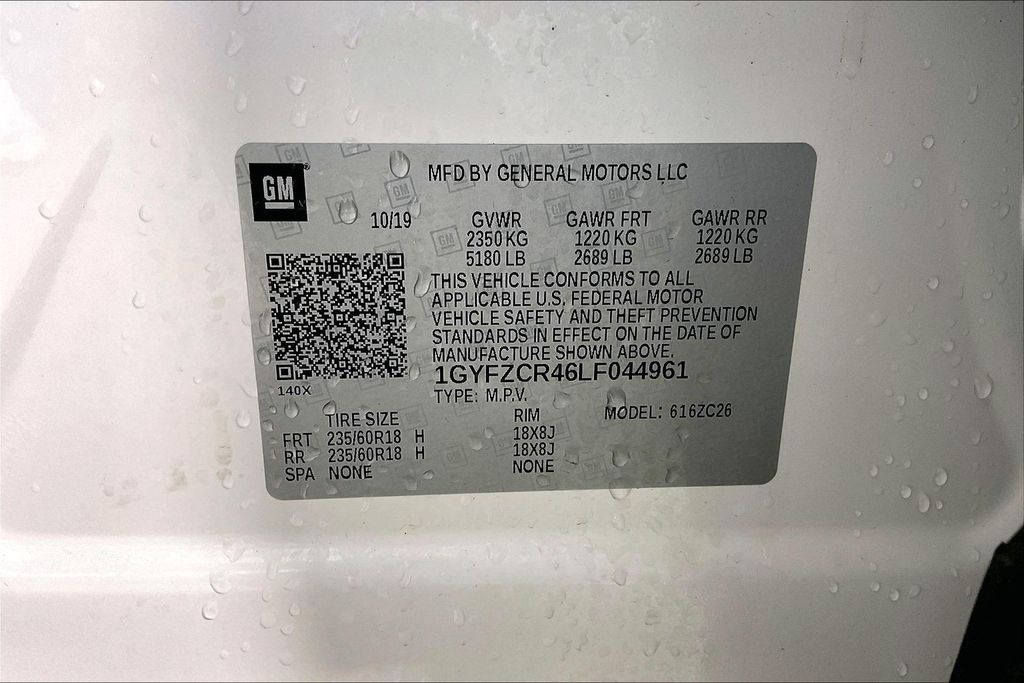 GM
MFD BY GENERAL MOTORS LLC
10/19 GVWR GAWR FRT GAWR RR
2350 KG 1220 KG 1220 KG
5180 LB 2689 LB 2689 LB
THIS VEHICLE CONFORMS TO ALL
APPLICABLE U.S. FEDERAL MOTOR
VEHICLE SAFETY AND THEFT PREVENTION
STANDARDS IN EFFECT ON THE DATE OF
MANUFACTURE SHOWN ABOVE.
1GYFZCR46LF044961
140X
TYPE: M.P.V.
TIRE SIZE RIM MODEL: 616ZC26
FRT 235/60R18 H 18X8J
RR 235/60R18 H 18X8J
SPA NONE NONE